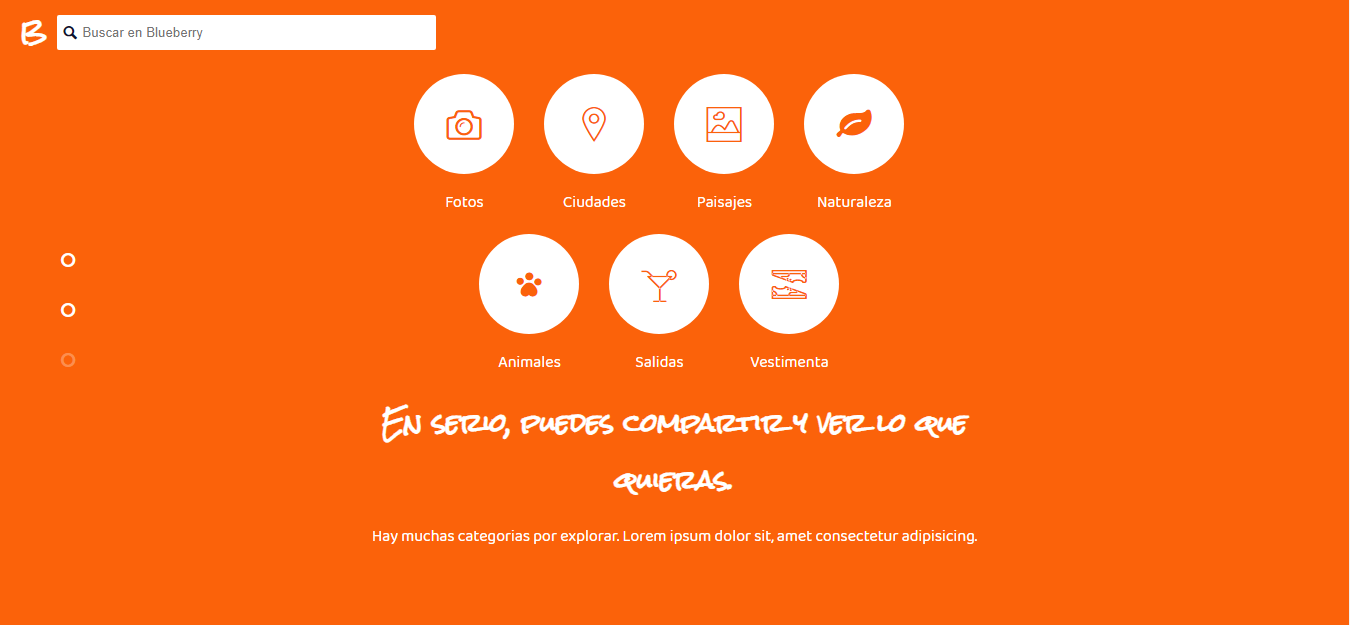 B
Buscar en Blueberry
Fotos Ciudades Paisajes Naturaleza
Animales Salidas Vestimenta
En serio, puedes compartir y ver lo que
quieras.
Hay muchas categorias por explorar. Lorem ipsum dolor sit, amet consectetur adipisicing.